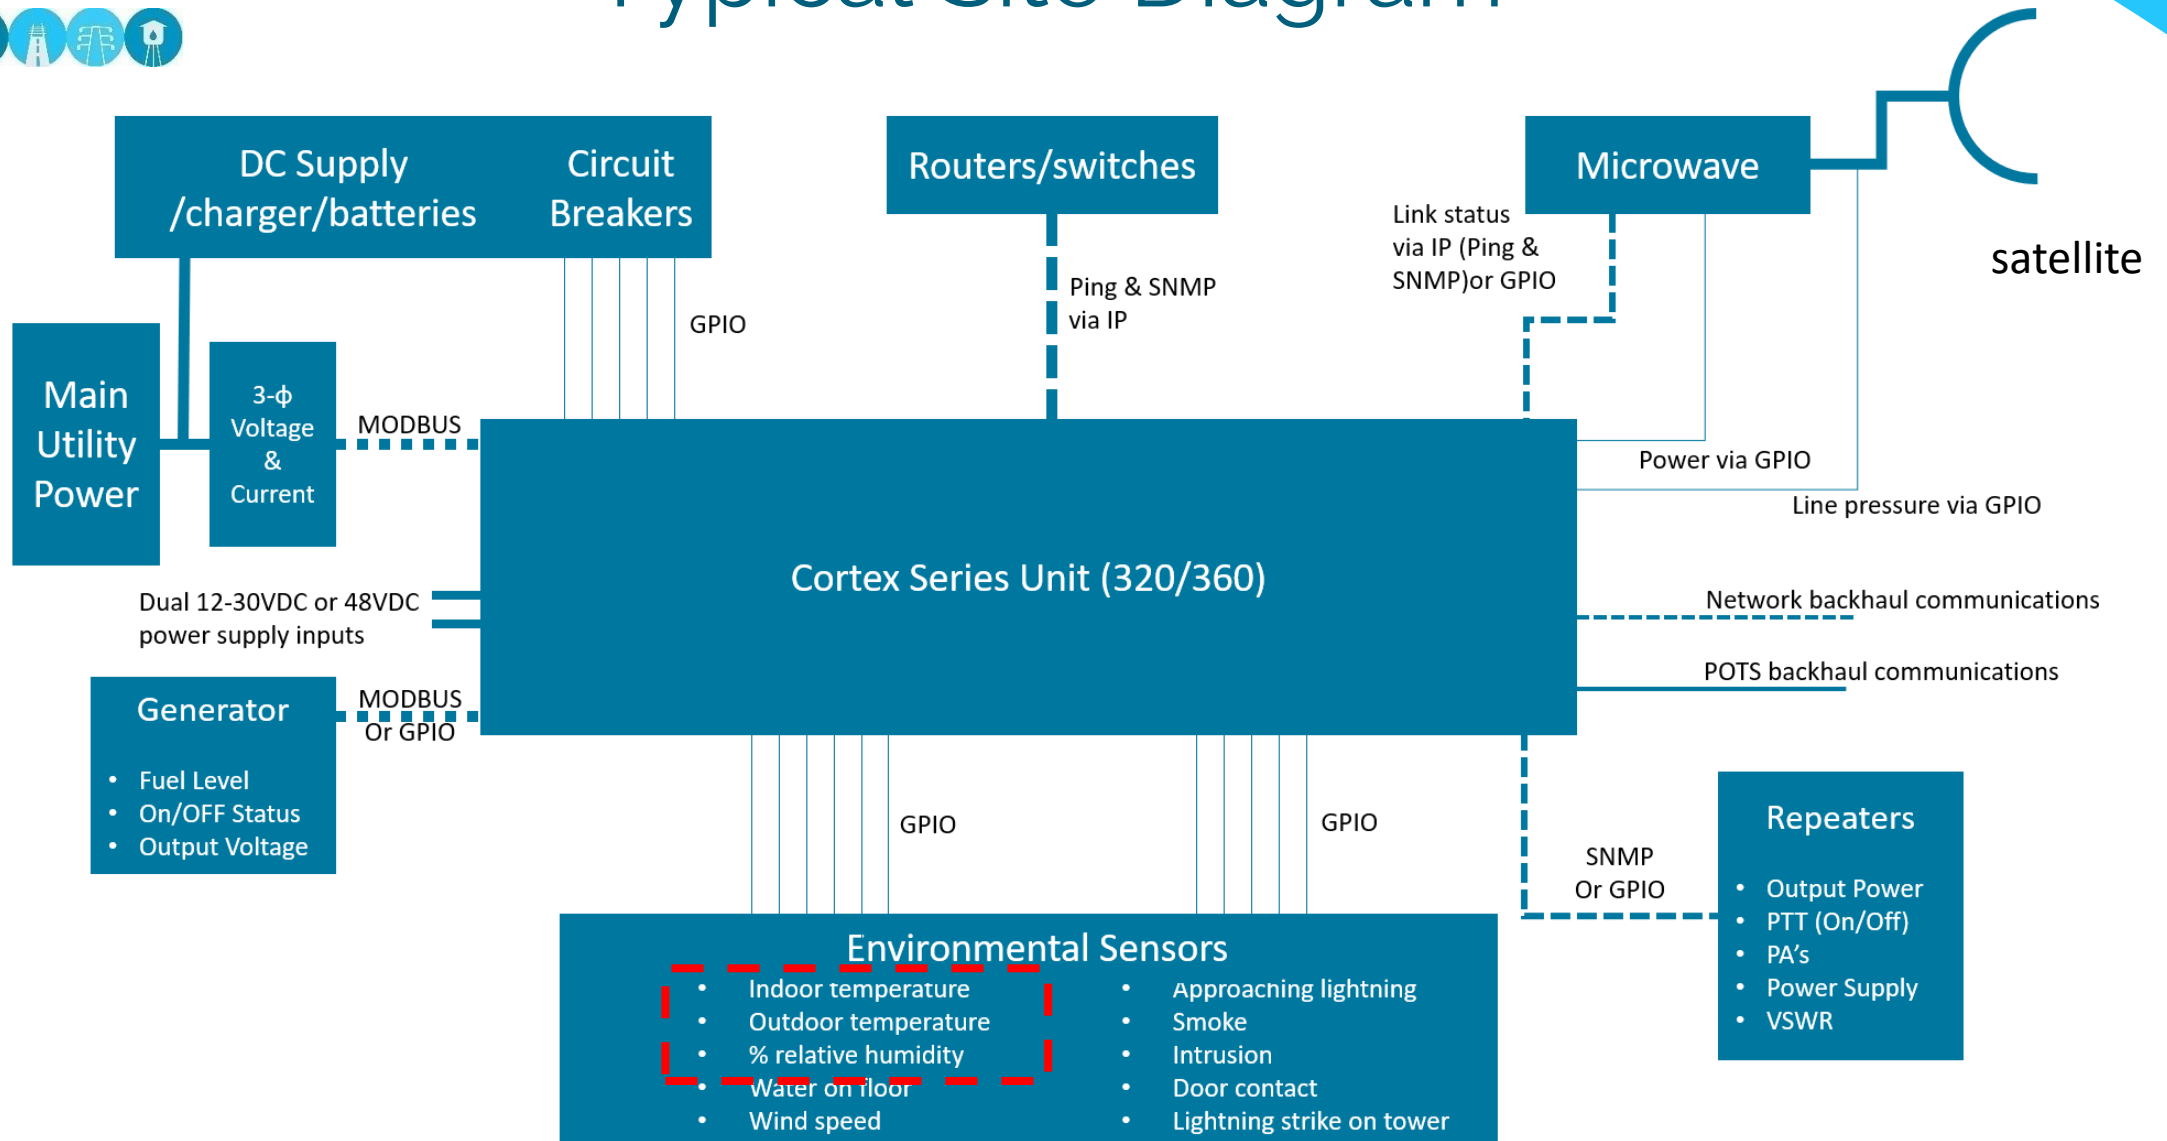 Typical Site Diagram
DC Supply
/charger/batteries
Circuit
Breakers
Routers/switches
Microwave
satellite
Link status
via IP (Ping &
SNMP)or GPIO
Ping & SNMP
via IP
GPIO
Main
Utility
Power
3-ф
Voltage
&
Current
MODBUS
Power via GPIO
Line pressure via GPIO
Cortex Series Unit (320/360)
Dual 12-30VDC or 48VDC
power supply inputs
Network backhaul communications
POTS backhaul communications
Generator
• Fuel Level
• On/OFF Status
• Output Voltage
MODBUS
Or GPIO
GPIO
GPIO
SNMP
Or GPIO
Repeaters
• Output Power
• PTT (On/Off)
• PA’s
• Power Supply
• VSWR
Environmental Sensors
• Indoor temperature
• Outdoor temperature
• % relative humidity
• Water on floor
• Wind speed
• Approaching lightning
• Smoke
• Intrusion
• Door contact
• Lightning strike on tower